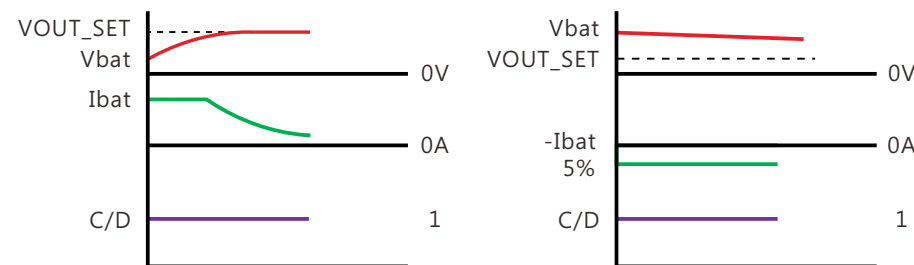 VOUT_SET
Vbat
0V
Ibat
0A
C/D
1
Vbat
VOUT_SET
0V
-Ibat
0A
5%
C/D
1